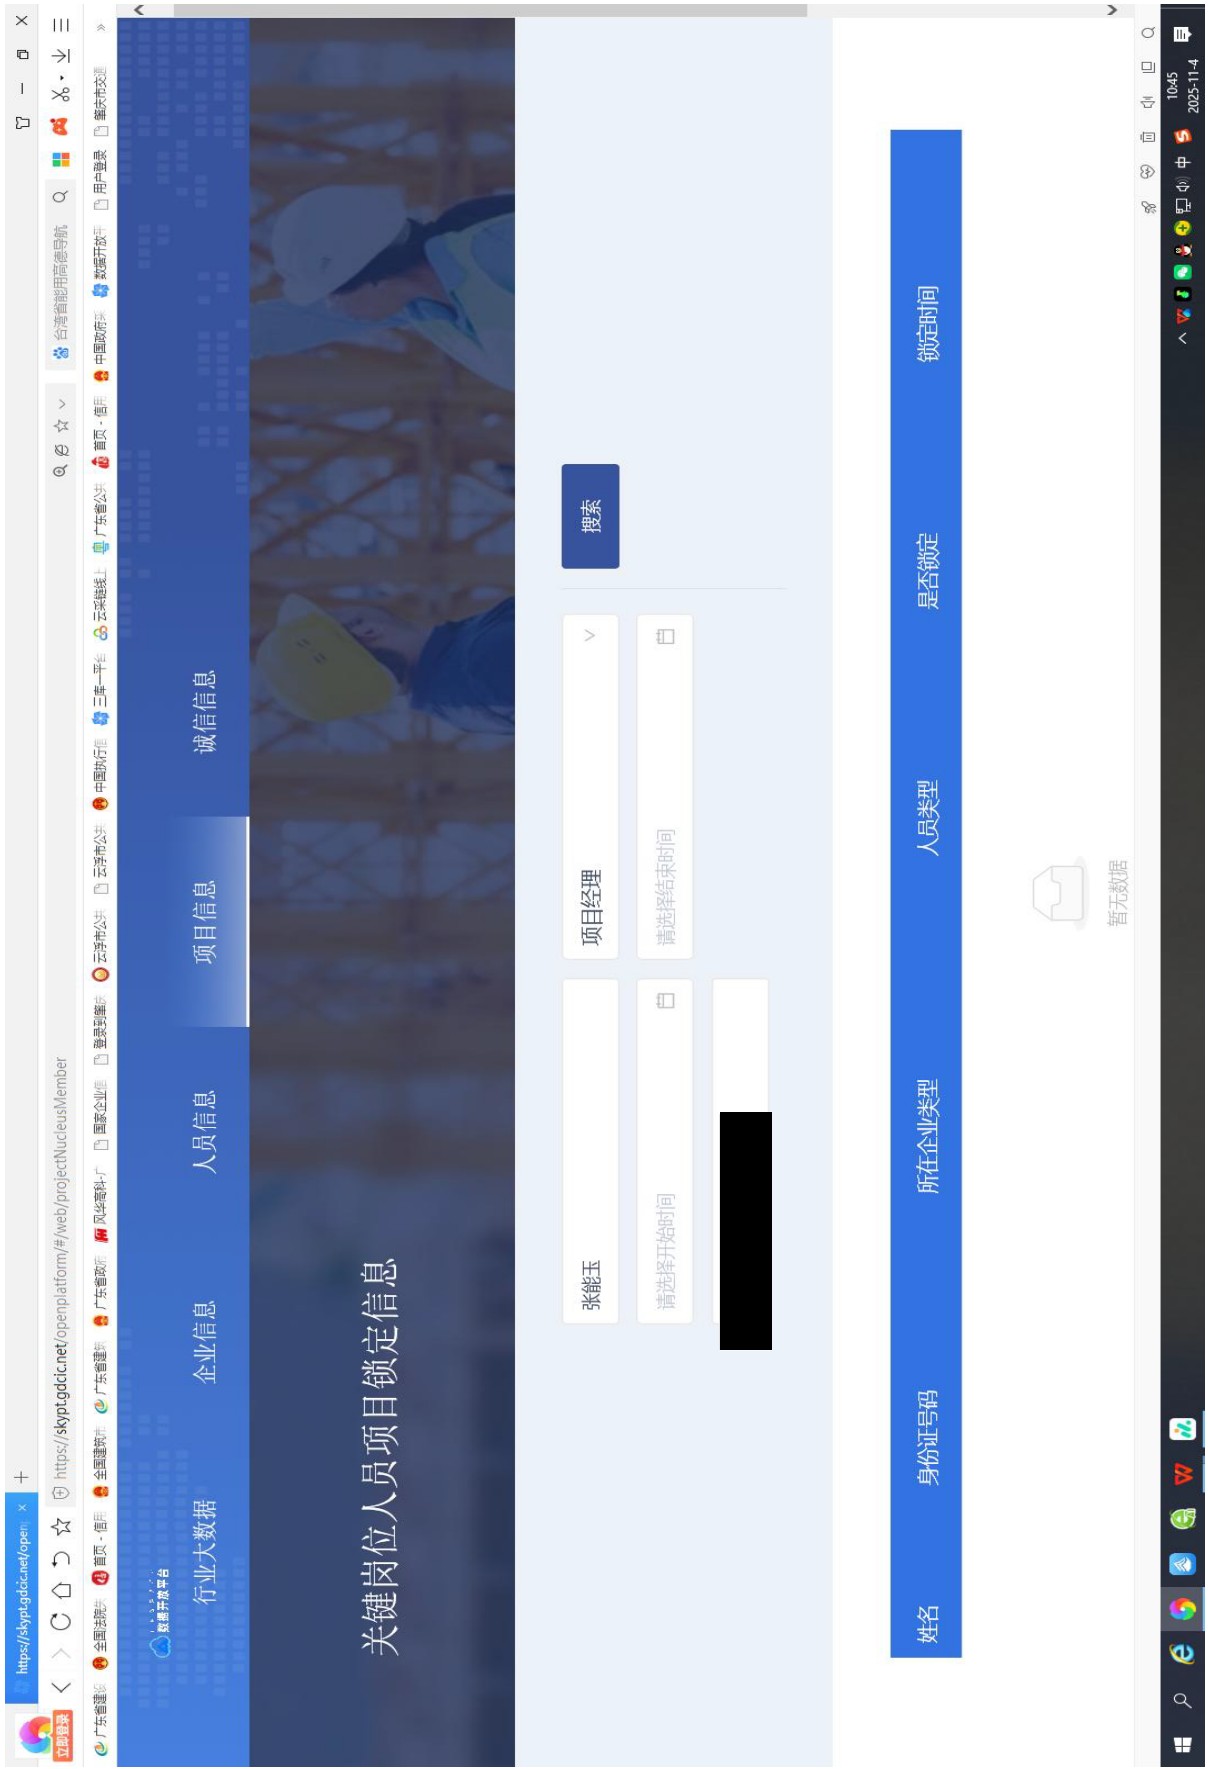 https://skypt.gdcic.net/open
https://skypt.gdcic.net/openplatform/#/web/projectNucleusMember
台湾省能用高德导航
立即登录
广东省建设
全国法院失
首页 - 信用
全国建筑市
广东省建筑
广东省政府
风华高科-广
国家企业信
登录到肇庆
云浮市公共
云浮市公共
中国执行信
三库一平台
云采链线上
广东省公共
首页 - 信用
中国政府采
数据开放平
用户登录
肇庆市交通
数据开放平台
行业大数据
企业信息
人员信息
项目信息
诚信信息
关键岗位人员项目锁定信息
张能玉
项目经理
搜索
请选择开始时间
请选择结束时间
姓名
身份证号码
所在企业类型
人员类型
是否锁定
锁定时间
暂无数据
中
10:45
2025-11-4